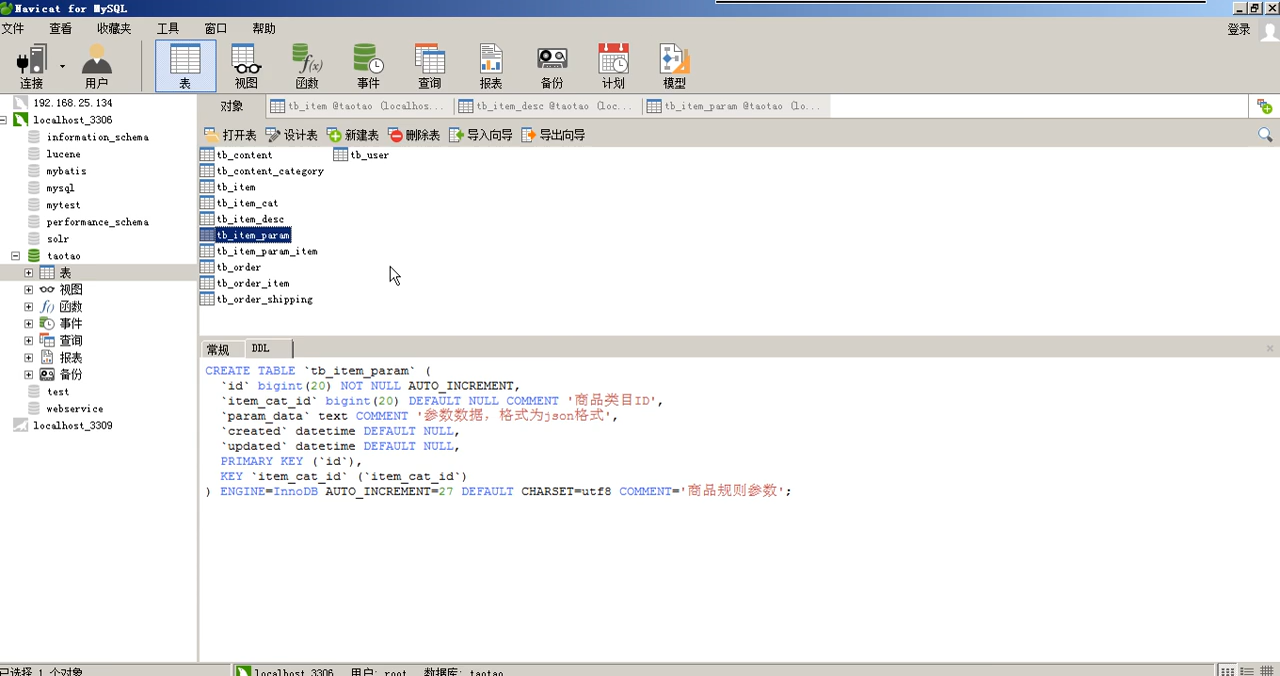 Navicat for MySQL
文件 查看 收藏夹 工具 窗口 帮助 登录
连接 用户 表 视图 函数 事件 查询 报表 备份 计划 模型
192.168.25.134
localhost_3306
information_schema
lucene
mybatis
mysql
mytest
performance_schema
solr
taotao
表
视图
函数
事件
查询
报表
备份
test
webservice
localhost_3309
对象 tb_item @taotao (localhos... tb_item_desc @taotao (loc... tb_item_param @taotao (lo...
打开表 设计表 新建表 删除表 导入向导 导出向导
tb_content tb_user
tb_content_category
tb_item
tb_item_cat
tb_item_desc
tb_item_param
tb_item_param_item
tb_order
tb_order_item
tb_order_shipping
常规 DDL
CREATE TABLE `tb_item_param` (
`id` bigint(20) NOT NULL AUTO_INCREMENT,
`item_cat_id` bigint(20) DEFAULT NULL COMMENT '商品类目ID',
`param_data` text COMMENT '参数数据，格式为json格式',
`created` datetime DEFAULT NULL,
`updated` datetime DEFAULT NULL,
PRIMARY KEY (`id`),
KEY `item_cat_id` (`item_cat_id`)
) ENGINE=InnoDB AUTO_INCREMENT=27 DEFAULT CHARSET=utf8 COMMENT='商品规则参数';
已选择 1 个对象 localhost_3306 用户: root 数据库: taotao